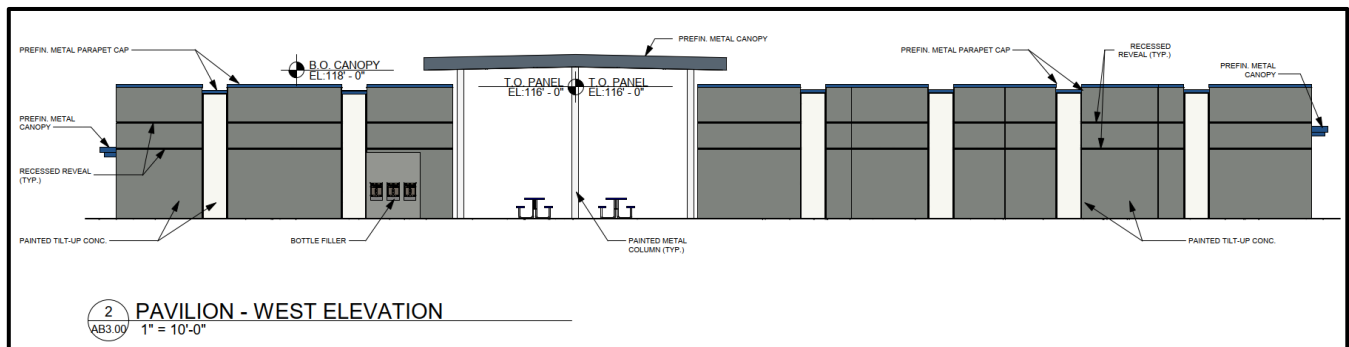 PREFIN. METAL CANOPY
PREFIN. METAL PARAPET CAP
PREFIN. METAL PARAPET CAP
RECESSED
REVEAL (TYP.)
B.O. CANOPY
EL:118' - 0"
PREFIN. METAL
CANOPY
T.O. PANEL
EL:116' - 0"
T.O. PANEL
EL:116' - 0"
PREFIN. METAL
CANOPY
RECESSED REVEAL
(TYP.)
PAINTED TILT-UP CONC.
BOTTLE FILLER
PAINTED METAL
COLUMN (TYP.)
PAINTED TILT-UP CONC.
2
AB3.00
PAVILION - WEST ELEVATION
1" = 10'-0"